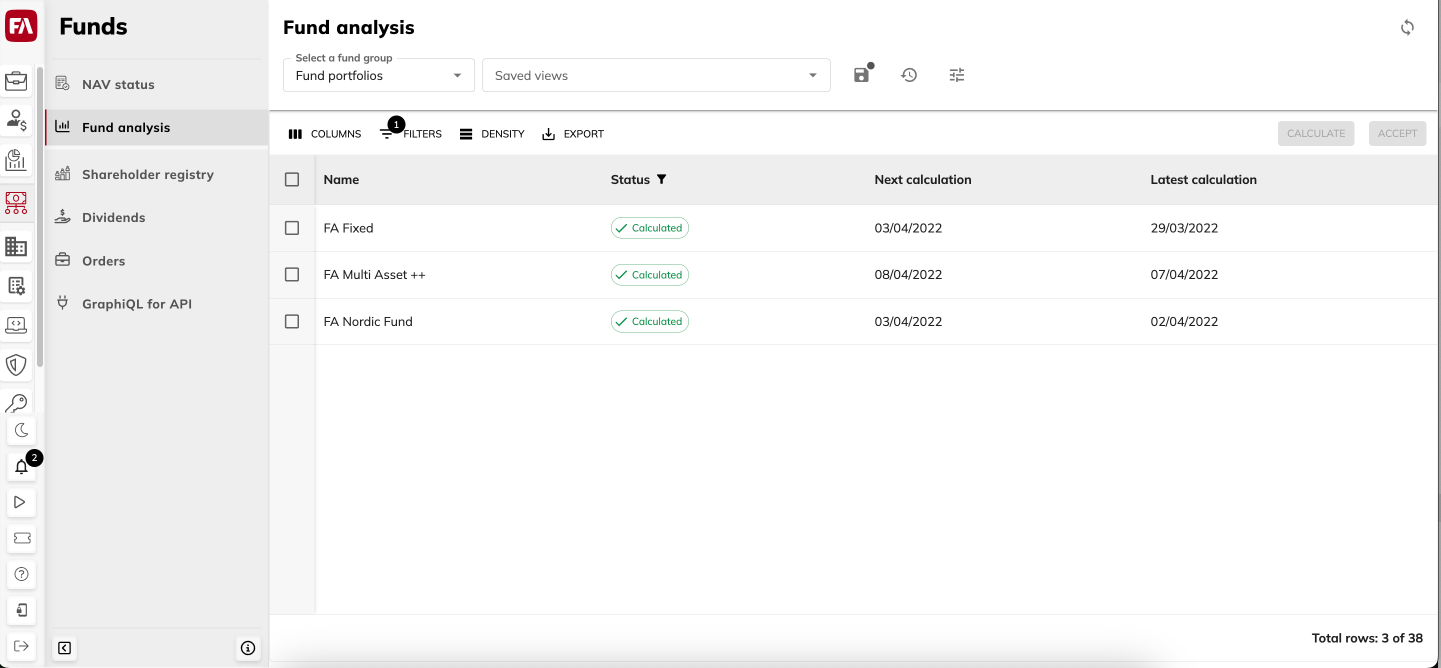 FA
Funds
NAV status
Fund analysis
Shareholder registry
Dividends
Orders
GraphiQL for API
2
Fund analysis
Select a fund group
Fund portfolios
Saved views
COLUMNS
1
FILTERS
DENSITY
EXPORT
CALCULATE
ACCEPT
Name Status Next calculation Latest calculation
FA Fixed Calculated 03/04/2022 29/03/2022
FA Multi Asset ++ Calculated 08/04/2022 07/04/2022
FA Nordic Fund Calculated 03/04/2022 02/04/2022
Total rows: 3 of 38